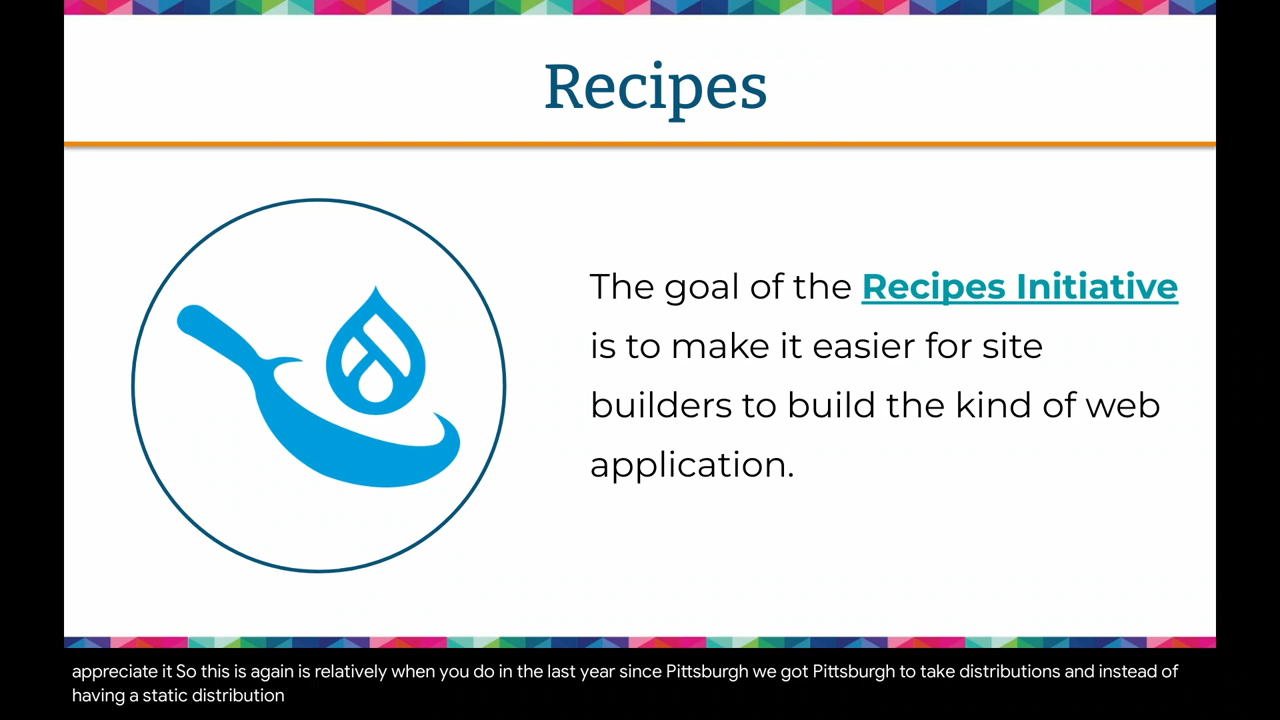 Recipes
The goal of the Recipes Initiative
is to make it easier for site
builders to build the kind of web
application.
appreciate it So this is again is relatively when you do in the last year since Pittsburgh we got Pittsburgh to take distributions and instead of
having a static distribution